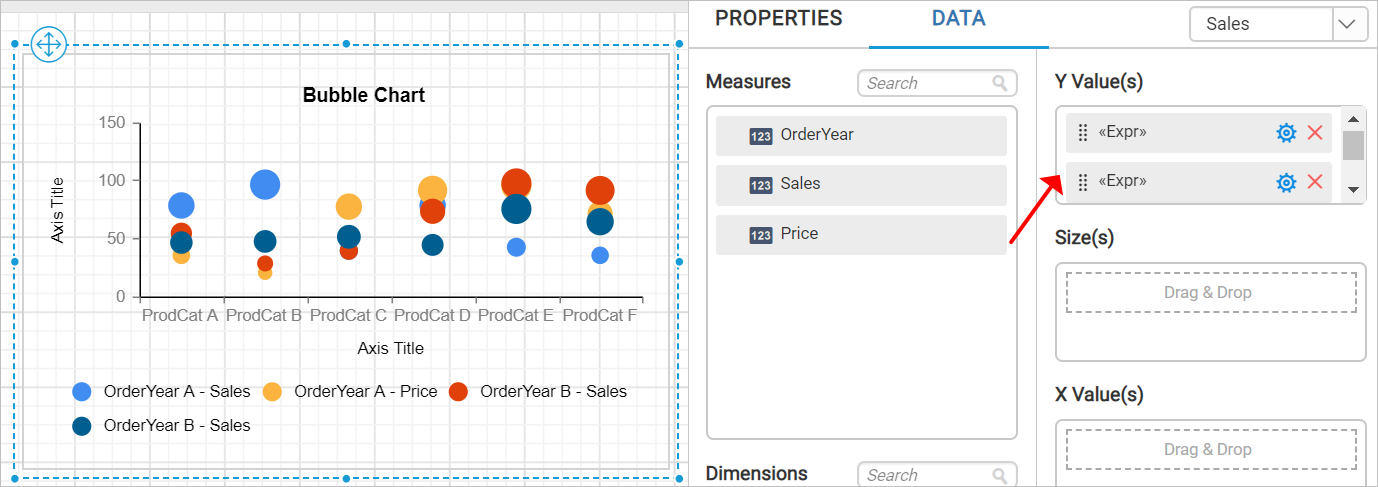 PROPERTIES
DATA
Sales
Bubble Chart
150
100
50
0
Axis Title
ProdCat A
ProdCat B
ProdCat C
ProdCat D
ProdCat E
ProdCat F
Axis Title
OrderYear A - Sales
OrderYear A - Price
OrderYear B - Sales
OrderYear B - Sales
Measures
Search
123 OrderYear
123 Sales
123 Price
Dimensions
Search
Y Value(s)
«Expr»
«Expr»
Size(s)
Drag & Drop
X Value(s)
Drag & Drop